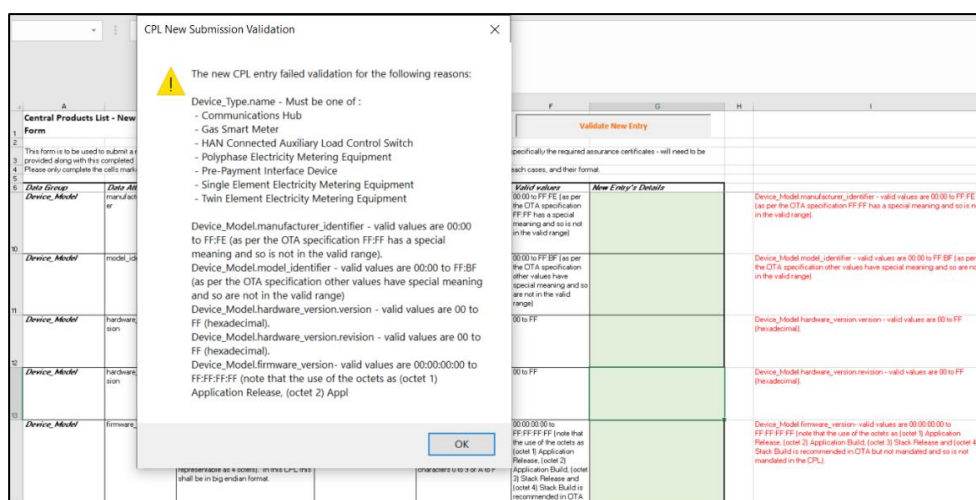 CPL New Submission Validation
The new CPL entry failed validation for the following reasons:
Device_Type.name - Must be one of :
- Communications Hub
- Gas Smart Meter
- HAN Connected Auxiliary Load Control Switch
- Polyphase Electricity Metering Equipment
- Pre-Payment Interface Device
- Single Element Electricity Metering Equipment
- Twin Element Electricity Metering Equipment
Device_Model.manufacturer_identifier - valid values are 00:00
to FF:FE (as per the OTA specification FF:FF has a special
meaning and so is not in the valid range).
Device_Model.model_identifier - valid values are 00:00 to FF:BF
(as per the OTA specification other values have special meaning
and so are not in the valid range)
Device_Model.hardware_version.version - valid values are 00 to
FF (hexadecimal).
Device_Model.hardware_version.revision - valid values are 00 to
FF (hexadecimal).
Device_Model.firmware_version- valid values are 00:00:00:00 to
FF:FF:FF:FF (note that the use of the octets as (octet 1)
Application Release, (octet 2) Appl
OK
A F G H I
1 Central Products List - New
Form
Validate New Entry
2
3 This form is to be used to submit a
provided along with this completed
specifically the required assurance certificates - will need to be
4 Please only complete the cells
each cases, and their format.
5
6 Data Group Valid values New Entry's Details
10 Device_Model
00:00 to FF:FE (as per
the OTA specification
FF:FF has a special
meaning and so is not
in the valid range)
Device_Model.manufacturer_identifier - valid values are 00:00 to FF:FE
(as per the OTA specification FF:FF has a special meaning and so is
in the valid range)
11 Device_Model
00:00 to FF:BF (as per
the OTA specification
other values have
special meaning and so
are not in the valid
range)
Device_Model.model_identifier - valid values are 00:00 to FF:BF (as per
the OTA specification other values have special meaning and so are
in the valid range)
12 Device_Model hardware_
sion
00 to FF
Device_Model.hardware_version.version - valid values are 00 to FF
(hexadecimal).
13 Device_Model hardware_
sion
00 to FF
Device_Model.hardware_version.revision - valid values are 00 to FF
(hexadecimal).
Device_Model firmware_
00:00:00:00 to
FF:FF:FF:FF (note that
the use of the octets as
(octet 1) Application
Release, (octet 2)
Application Build, (octet
3) Stack Release and
(octet 4) Stack Build is
recommended in OTA
Device_Model.firmware_version- valid values are 00:00:00:00 to
FF:FF:FF:FF (note that the use of the octets as (octet 1) Application
Release, (octet 2) Application Build, (octet 3) Stack Release and (octet 4)
Stack Build is recommended in OTA but not mandated and so is not
mandated in the CPL).
representable as 4 octets). In this CPL this
shall be in big endian format.
characters 0 to 9 or A to F